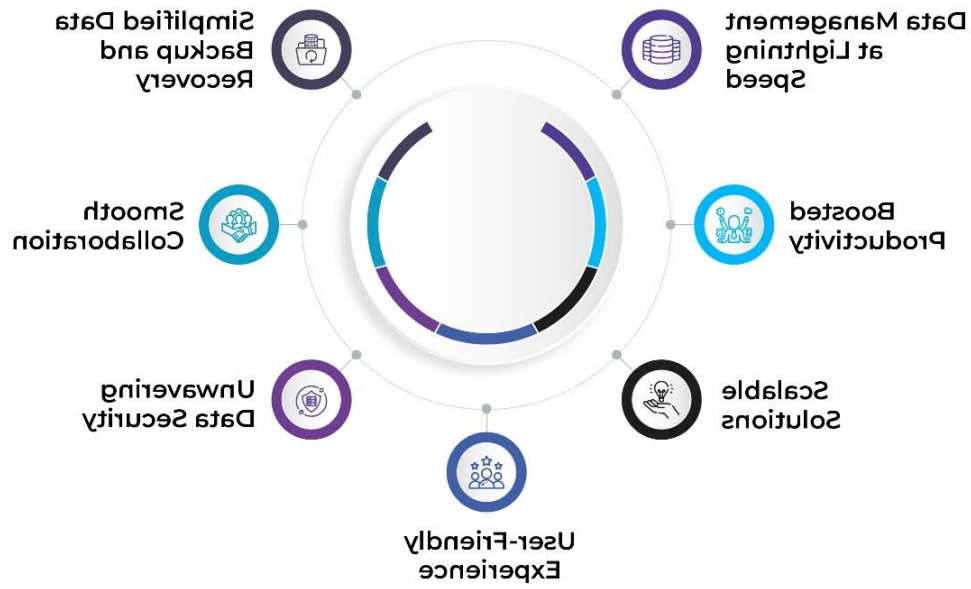 Simplified Data
Backup and
Recovery
Data Management
at Lightning
Speed
Smooth
Collaboration
Boosted
Productivity
Unwavering
Data Security
Scalable
Solutions
User-Friendly
Experience